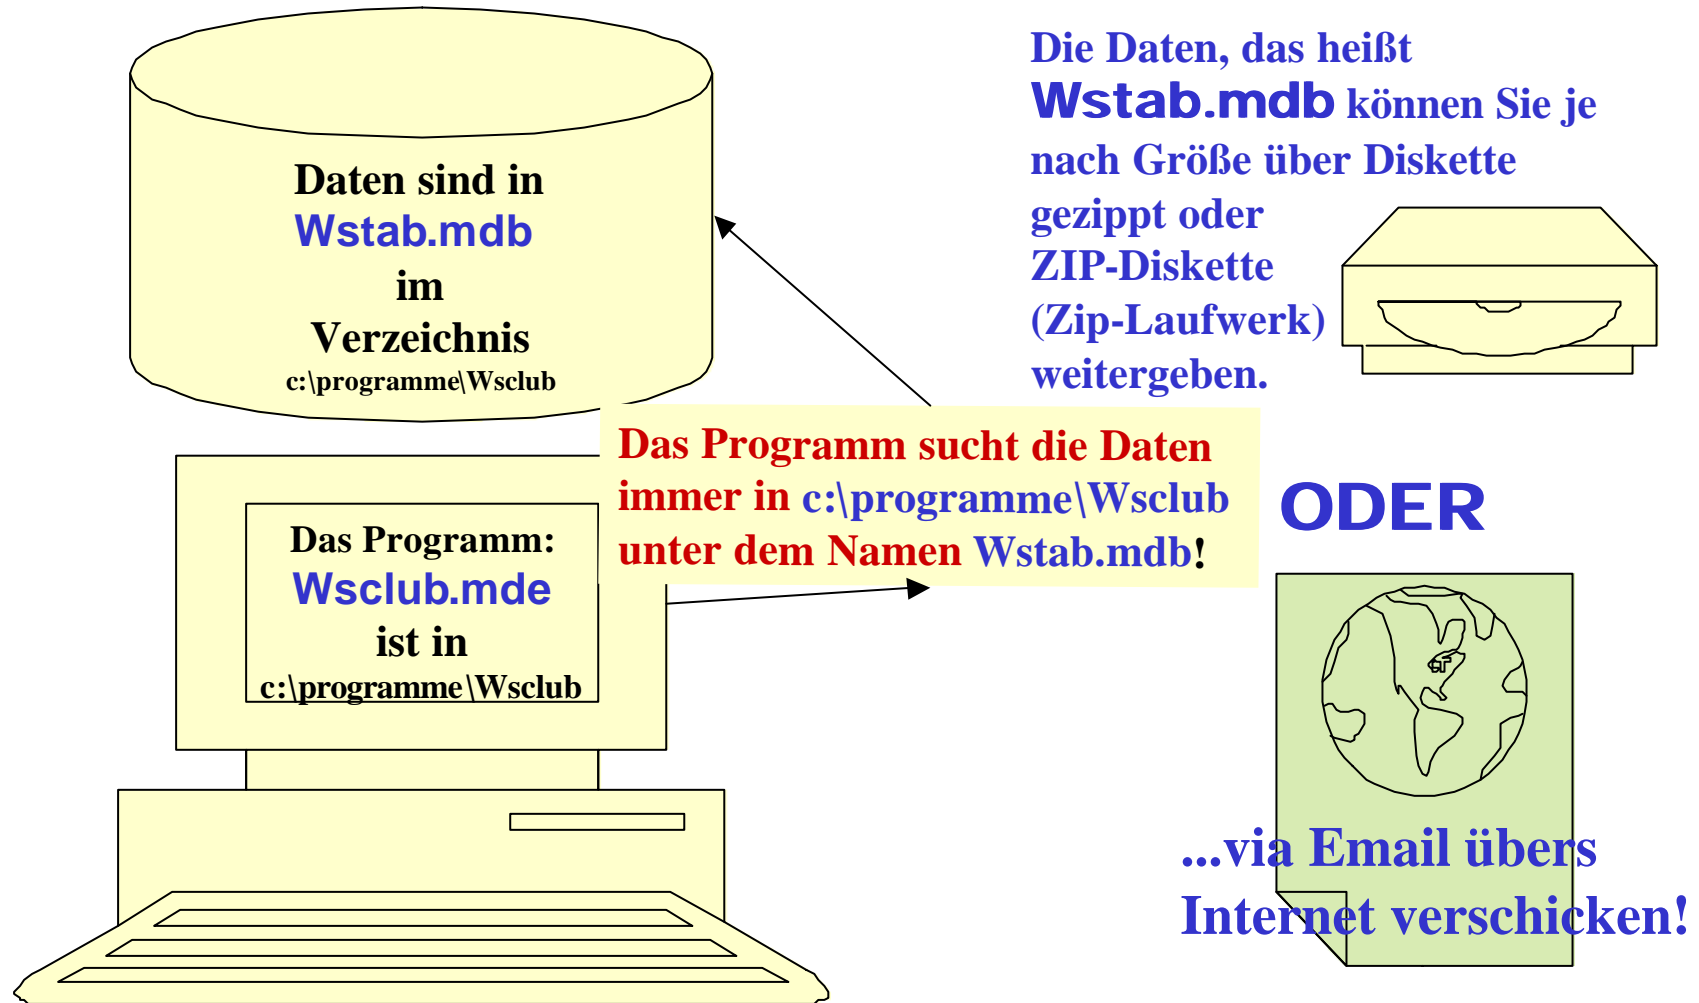 Daten sind in
Wstab.mdb
im
Verzeichnis
c:\programme\Wsclub
Die Daten, das heißt
Wstab.mdb können Sie je
nach Größe über Diskette
gezippt oder
ZIP-Diskette
(Zip-Laufwerk)
weitergeben.
Das Programm sucht die Daten
immer in c:\programme\Wsclub
unter dem Namen Wstab.mdb!
Das Programm:
Wsclub.mde
ist in
c:\programme\Wsclub
ODER
...via Email übers
Internet verschicken!